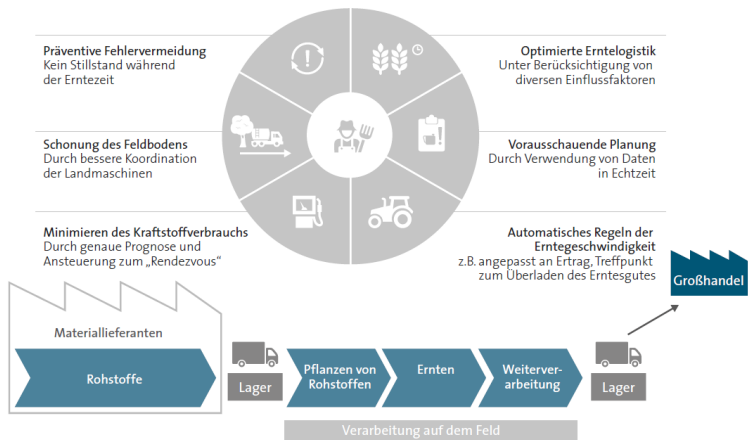 Präventive Fehlervermeidung
Kein Stillstand während
der Erntezeit
Optimierte Erntelogistik
Unter Berücksichtigung von
diversen Einflussfaktoren
Schonung des Feldbodens
Durch bessere Koordination
der Landmaschinen
Vorausschauende Planung
Durch Verwendung von Daten
in Echtzeit
Minimieren des Kraftstoffverbrauchs
Durch genaue Prognose und
Ansteuerung zum „Rendezvous“
Automatisches Regeln der
Erntegeschwindigkeit
z.B. angepasst an Ertrag, Treffpunkt
zum Überladen des Erntesgutes
Großhandel
Materiallieferanten
Rohstoffe
Lager
Pflanzen von
Rohstoffen
Ernten
Weiterver-
arbeitung
Lager
Verarbeitung auf dem Feld